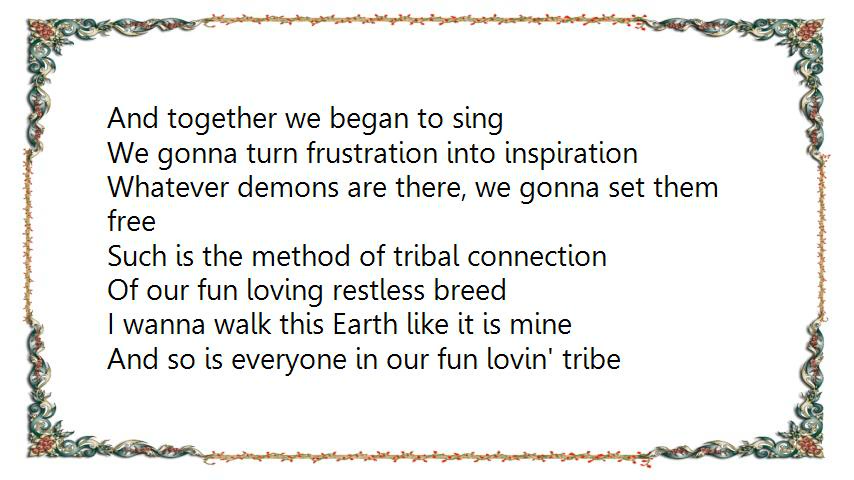 And together we began to sing
We gonna turn frustration into inspiration
Whatever demons are there, we gonna set them
free
Such is the method of tribal connection
Of our fun loving restless breed
I wanna walk this Earth like it is mine
And so is everyone in our fun lovin' tribe